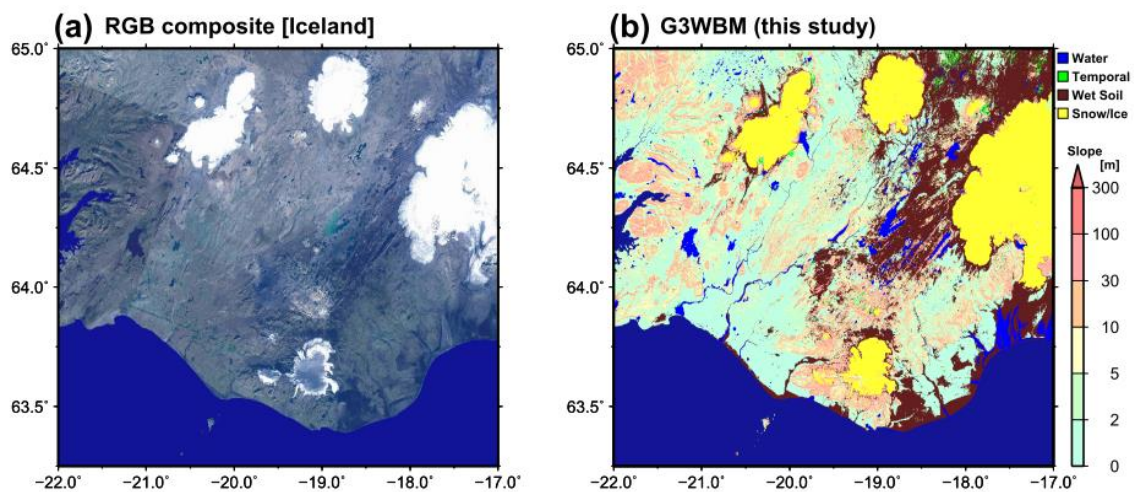 (a) RGB composite [Iceland]
65.0°
64.5°
64.0°
63.5°
−22.0° −21.0° −20.0° −19.0° −18.0° −17.0°
(b) G3WBM (this study)
65.0°
64.5°
64.0°
63.5°
−22.0° −21.0° −20.0° −19.0° −18.0° −17.0°
Water
Temporal
Wet Soil
Snow/Ice
Slope
[m]
300
100
30
10
5
2
0